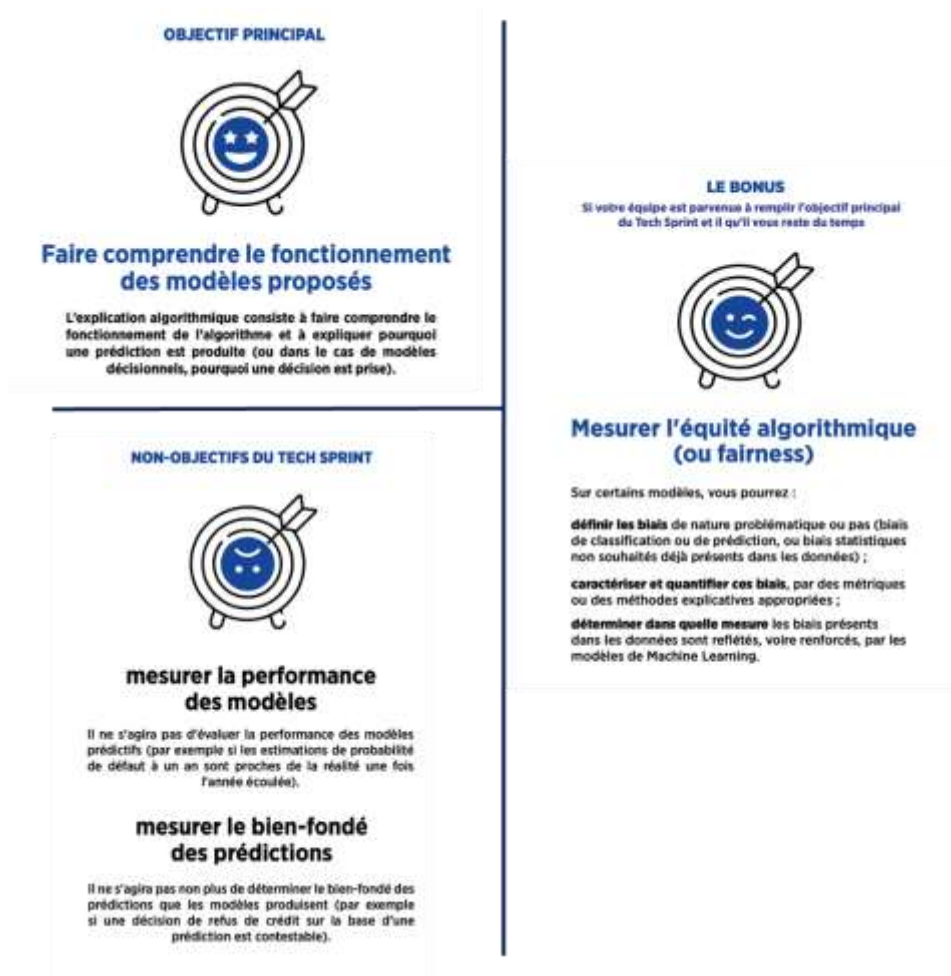 OBJECTIF PRINCIPAL
Faire comprendre le fonctionnement
des modèles proposés
L'explication algorithmique consiste à faire comprendre le
fonctionnement de l'algorithme et à expliquer pourquoi
une prédiction est produite (ou dans le cas de modèles
décisionnels, pourquoi une décision est prise).
NON-OBJECTIFS DU TECH SPRINT
mesurer la performance
des modèles
Il ne s'agira pas d'évaluer la performance des modèles
prédictifs (par exemple si les estimations de probabilité
de défaut à un an sont proches de la réalité une fois
l'année écoulée).
mesurer le bien-fondé
des prédictions
Il ne s'agira pas non plus de déterminer le bien-fondé des
prédictions que les modèles produisent (par exemple
si une décision de refus de crédit sur la base d'une
prédiction est contestable).
LE BONUS
Si votre équipe est parvenue à remplir l'objectif principal
du Tech Sprint et il qu'il vous reste du temps
Mesurer l'équité algorithmique
(ou fairness)
Sur certains modèles, vous pourrez :
définir les biais de nature problématique ou pas (biais
de classification ou de prédiction, ou biais statistiques
non souhaités déjà présents dans les données) ;
caractériser et quantifier ces biais, par des métriques
ou des méthodes explicatives appropriées ;
déterminer dans quelle mesure les biais présents
dans les données sont reflétés, voire renforcés, par les
modèles de Machine Learning.